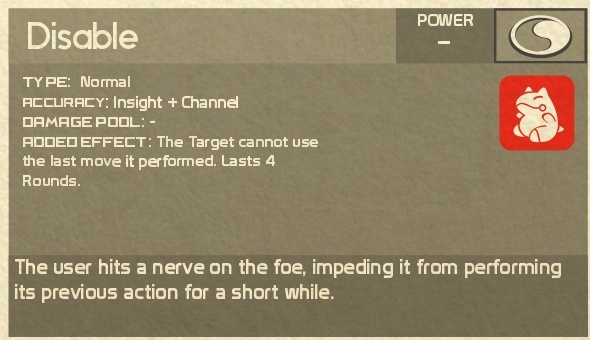 Disable
POWER
–
TYPE: Normal
ACCURACY: Insight + Channel
DAMAGE POOL: -
ADDED EFFECT: The Target cannot use
the last move it performed. Lasts 4
Rounds.
The user hits a nerve on the foe, impeding it from performing
its previous action for a short while.